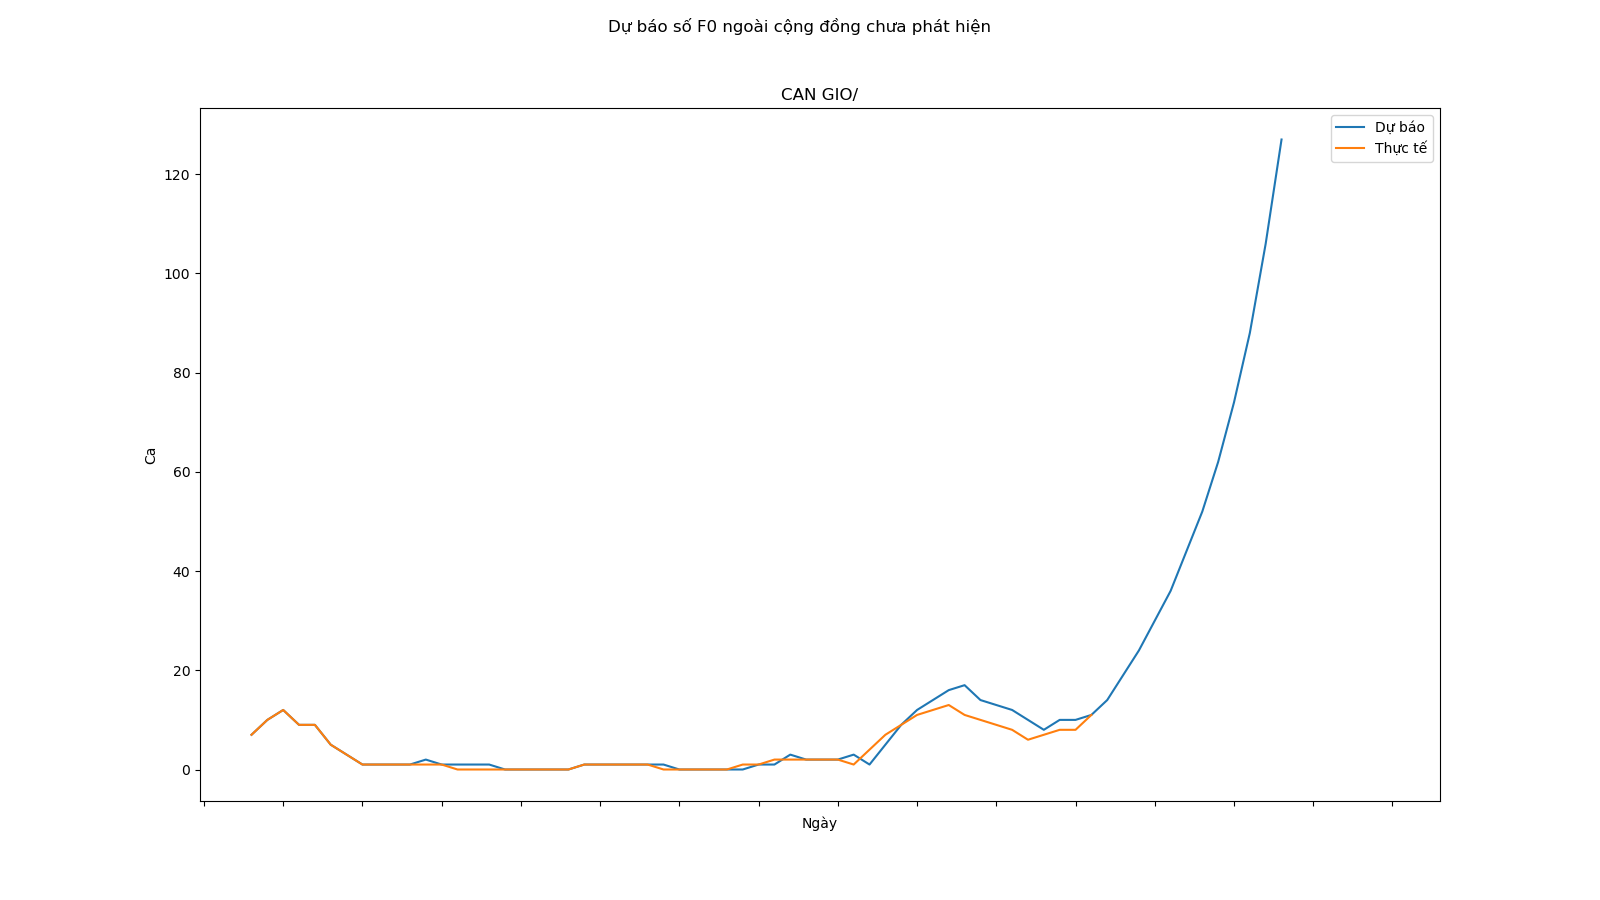 Dự báo số F0 ngoài cộng đồng chưa phát hiện
CAN GIO/
Dự báo
Thực tế
120
100
80
60
40
20
0
Ca
Ngày